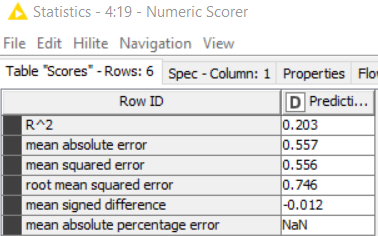 Statistics - 4:19 - Numeric Scorer
File Edit Hilite Navigation View
Table "Scores" - Rows: 6 Spec - Column: 1 Properties Flo
Row ID D Predicti...
R^2 0.203
mean absolute error 0.557
mean squared error 0.556
root mean squared error 0.746
mean signed difference -0.012
mean absolute percentage error NaN